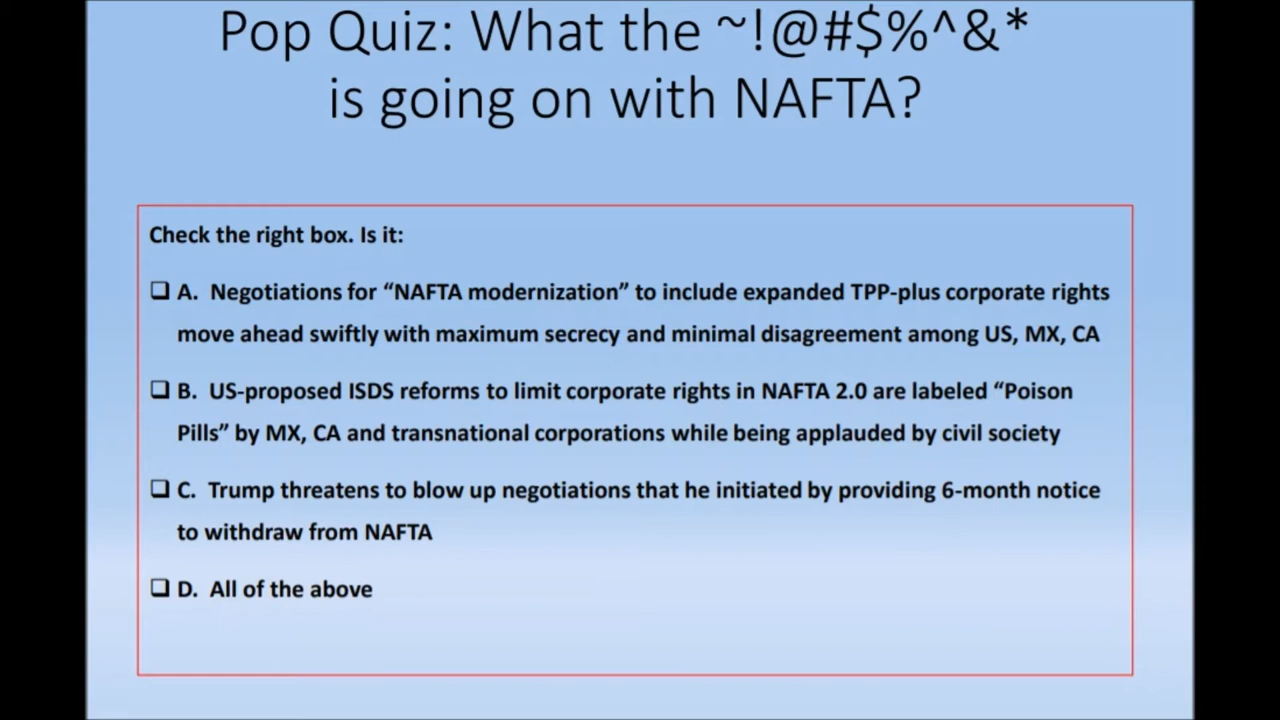 Pop Quiz: What the ~!@#$%^&*
is going on with NAFTA?
Check the right box. Is it:
❑ A. Negotiations for “NAFTA modernization” to include expanded TPP-plus corporate rights
move ahead swiftly with maximum secrecy and minimal disagreement among US, MX, CA
❑ B. US-proposed ISDS reforms to limit corporate rights in NAFTA 2.0 are labeled “Poison
Pills” by MX, CA and transnational corporations while being applauded by civil society
❑ C. Trump threatens to blow up negotiations that he initiated by providing 6-month notice
to withdraw from NAFTA
❑ D. All of the above